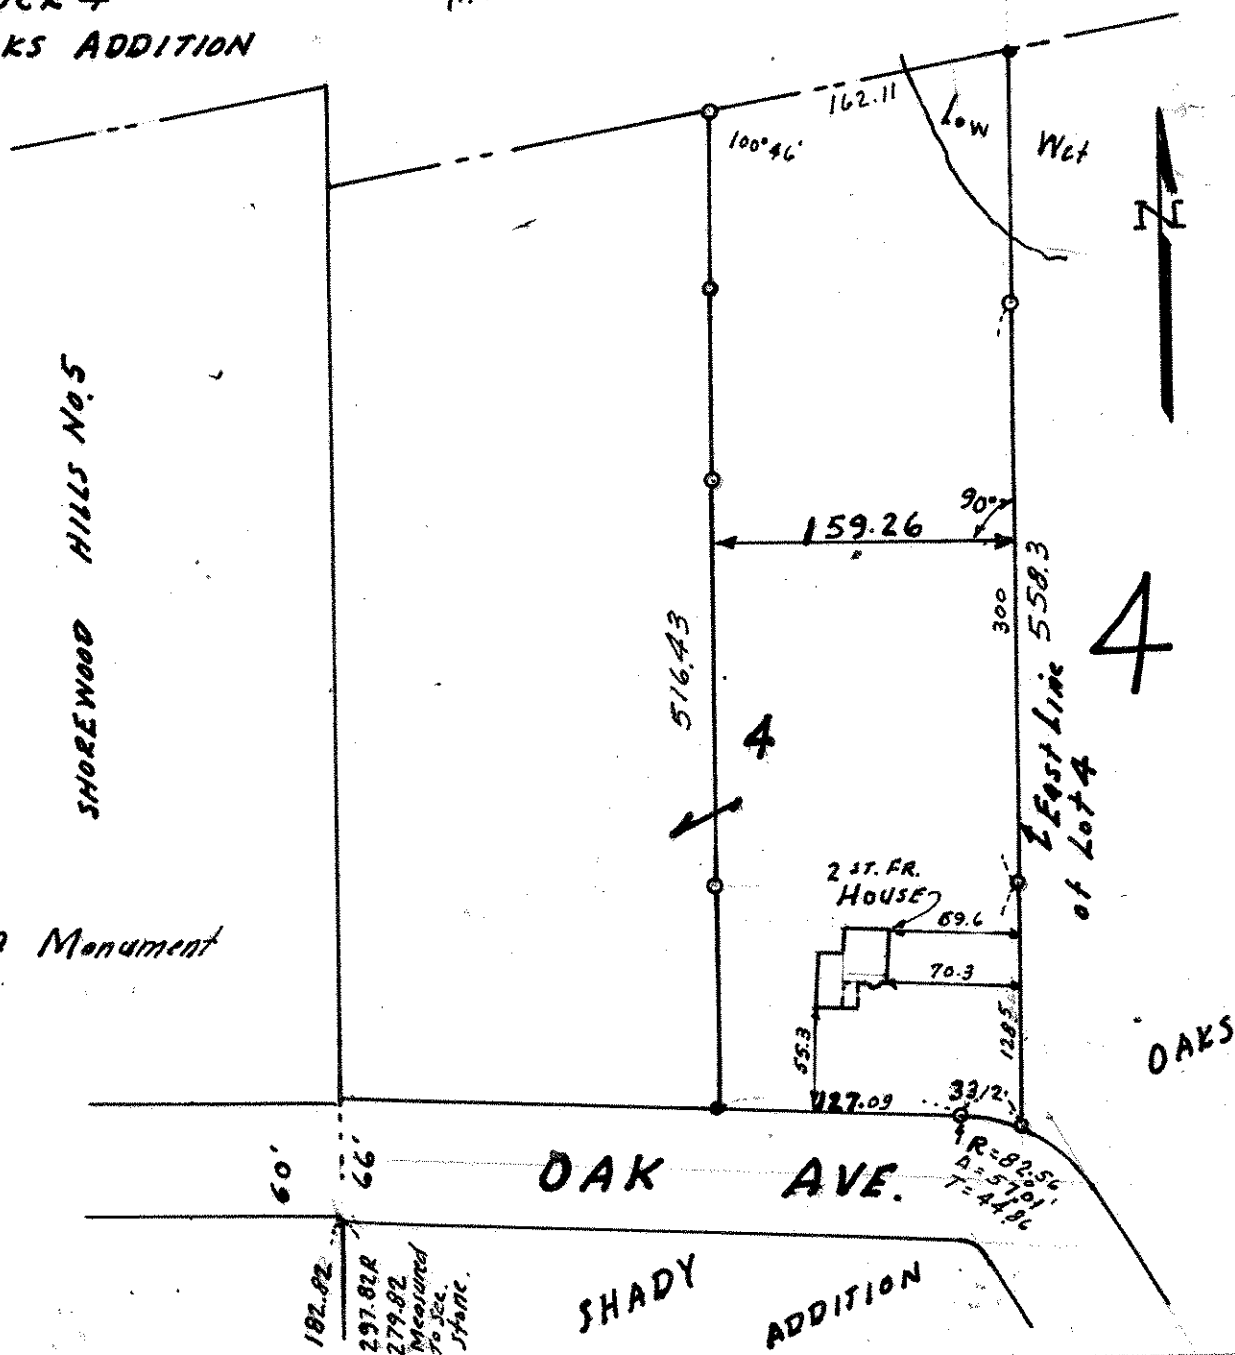 KS ADDITION
162.11
Low
Wet
100°46'
N
SHOREWOOD HILLS No. 5
90°
159.26
300
558.3
516.43
4
4
East Line
of Lot 4
2 ST. FR.
HOUSE
69.6
70.3
Monument
55.3
128.5
OAKS
127.09
33.12
R=82.56
Δ=57°01'
T=44.86
60'
66'
OAK AVE.
182.82
297.82R
279.82
Measured
to sec.
stone.
SHADY
ADDITION